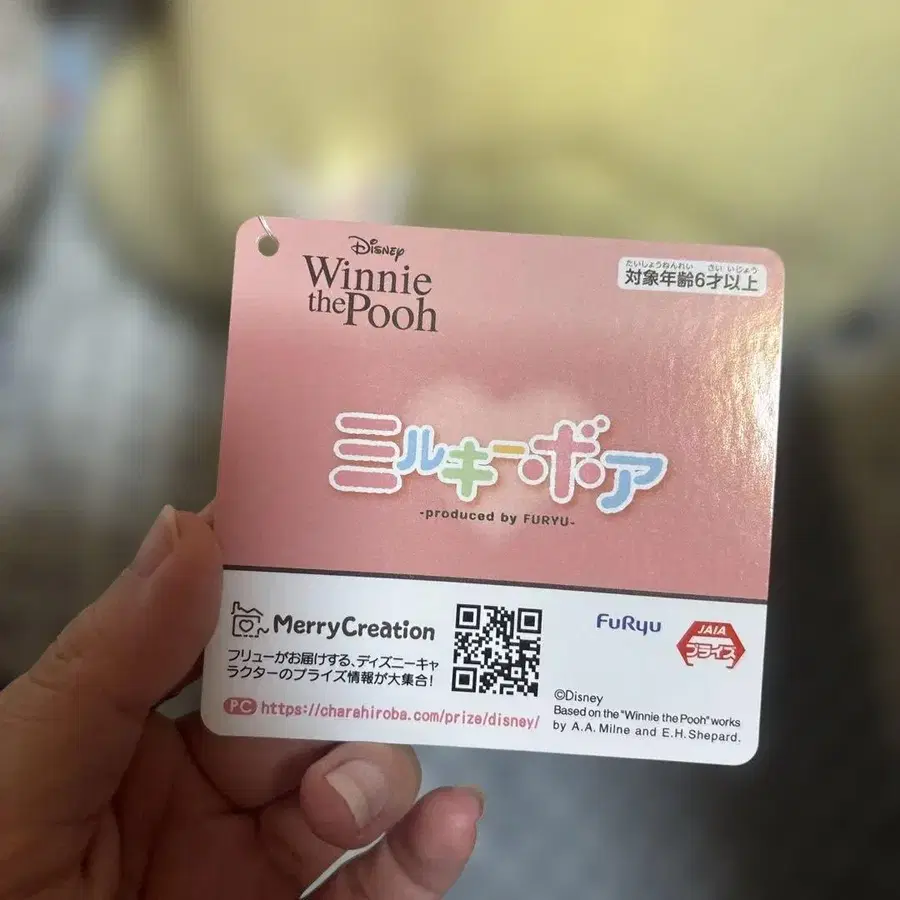 Disney
Winnie
the Pooh
たいしょうねんれい さい いじょう
対象年齢6才以上
ミルキーボア
-produced by FURYU-
MerryCreation
フリューがお届けする、ディズニーキャ
ラクターのプライズ情報が大集合!
PC https://charahiroba.com/prize/disney/
FuRyu
JAIA
プライズ
©Disney
Based on the "Winnie the Pooh" works
by A.A. Milne and E.H. Shepard.